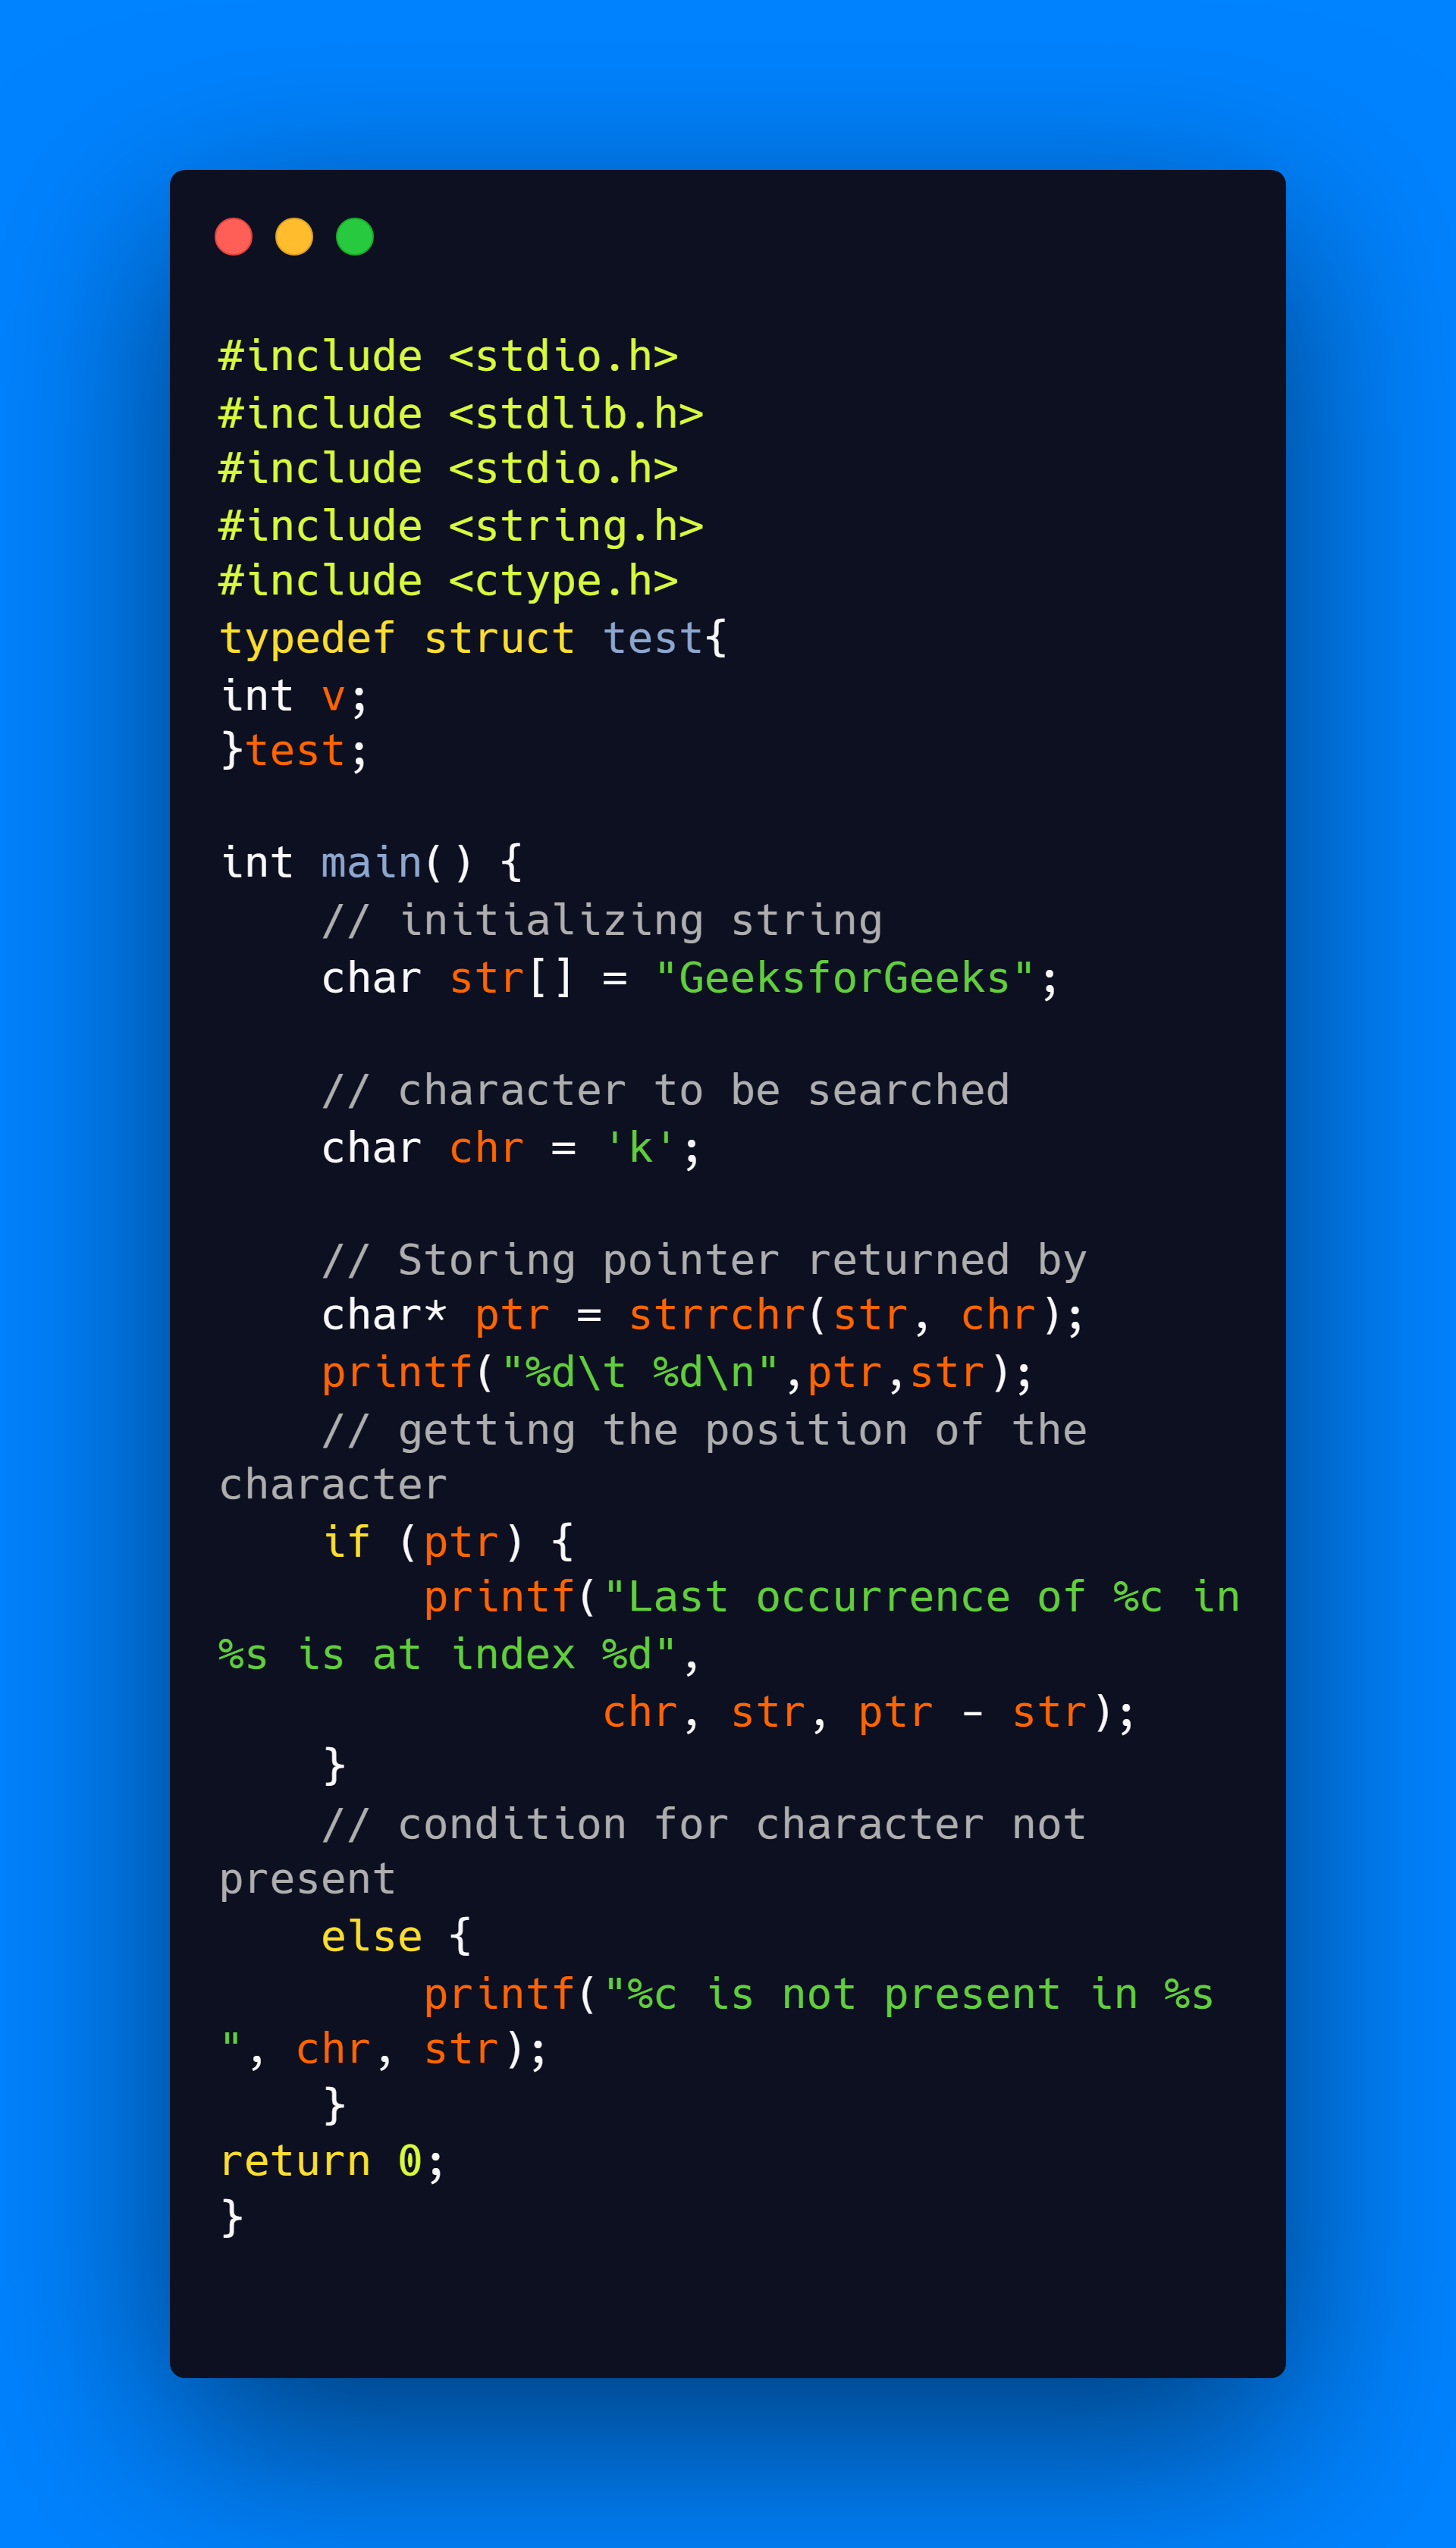 #include <stdio.h>
#include <stdlib.h>
#include <stdio.h>
#include <string.h>
#include <ctype.h>
typedef struct test{
int v;
}test;

int main() {
    // initializing string
    char str[] = "GeeksforGeeks";

    // character to be searched
    char chr = 'k';

    // Storing pointer returned by
    char* ptr = strrchr(str, chr);
    printf("%d\t %d\n",ptr,str);
    // getting the position of the
character
    if (ptr) {
        printf("Last occurrence of %c in
%s is at index %d",
               chr, str, ptr - str);
    }
    // condition for character not
present
    else {
        printf("%c is not present in %s
", chr, str);
    }
return 0;
}